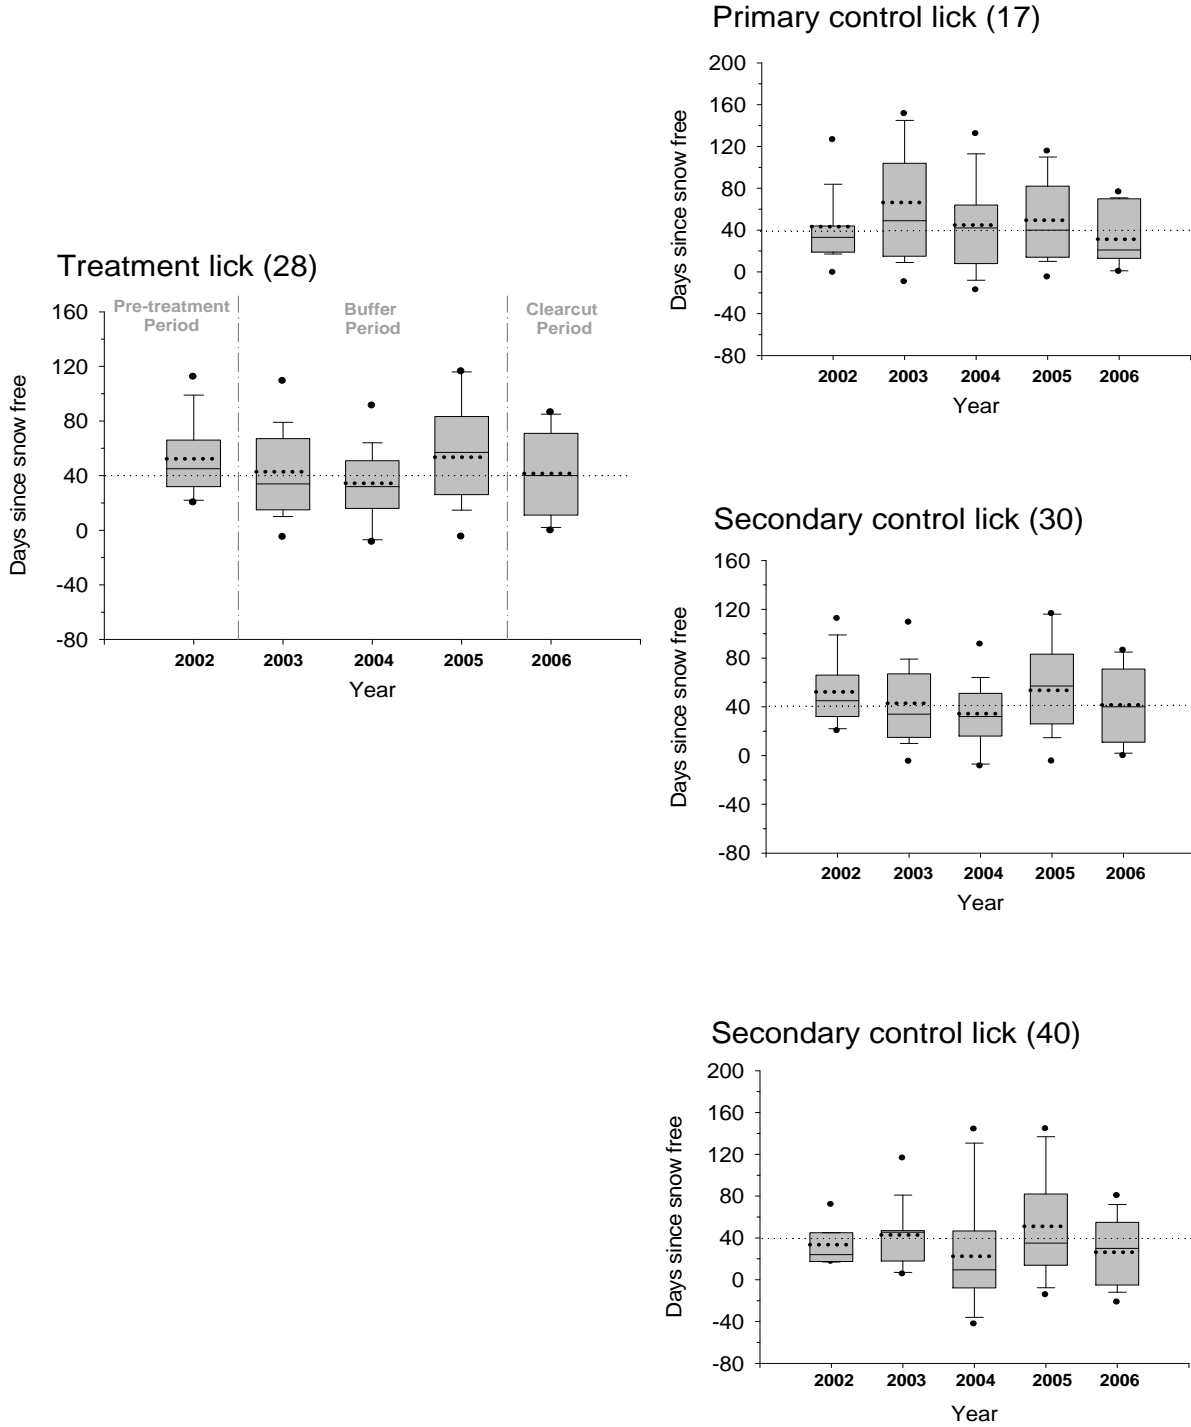 Primary control lick (17)
200
160
120
80
40
0
-40
-80
Days since snow free
2002 2003 2004 2005 2006
Year
Treatment lick (28)
Pre-treatment Period
Buffer Period
Clearcut Period
160
120
80
40
0
-40
-80
Days since snow free
2002 2003 2004 2005 2006
Year
Secondary control lick (30)
160
120
80
40
0
-40
-80
Days since snow free
2002 2003 2004 2005 2006
Year
Secondary control lick (40)
200
160
120
80
40
0
-40
-80
Days since snow free
2002 2003 2004 2005 2006
Year